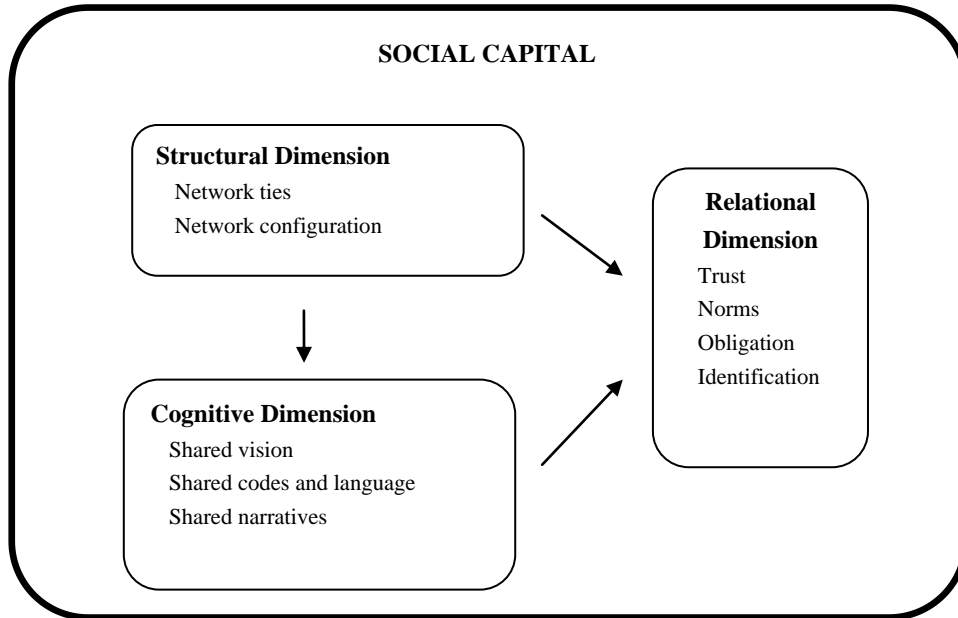 SOCIAL CAPITAL
Structural Dimension
Network ties
Network configuration
Relational
Dimension
Trust
Norms
Obligation
Identification
Cognitive Dimension
Shared vision
Shared codes and language
Shared narratives